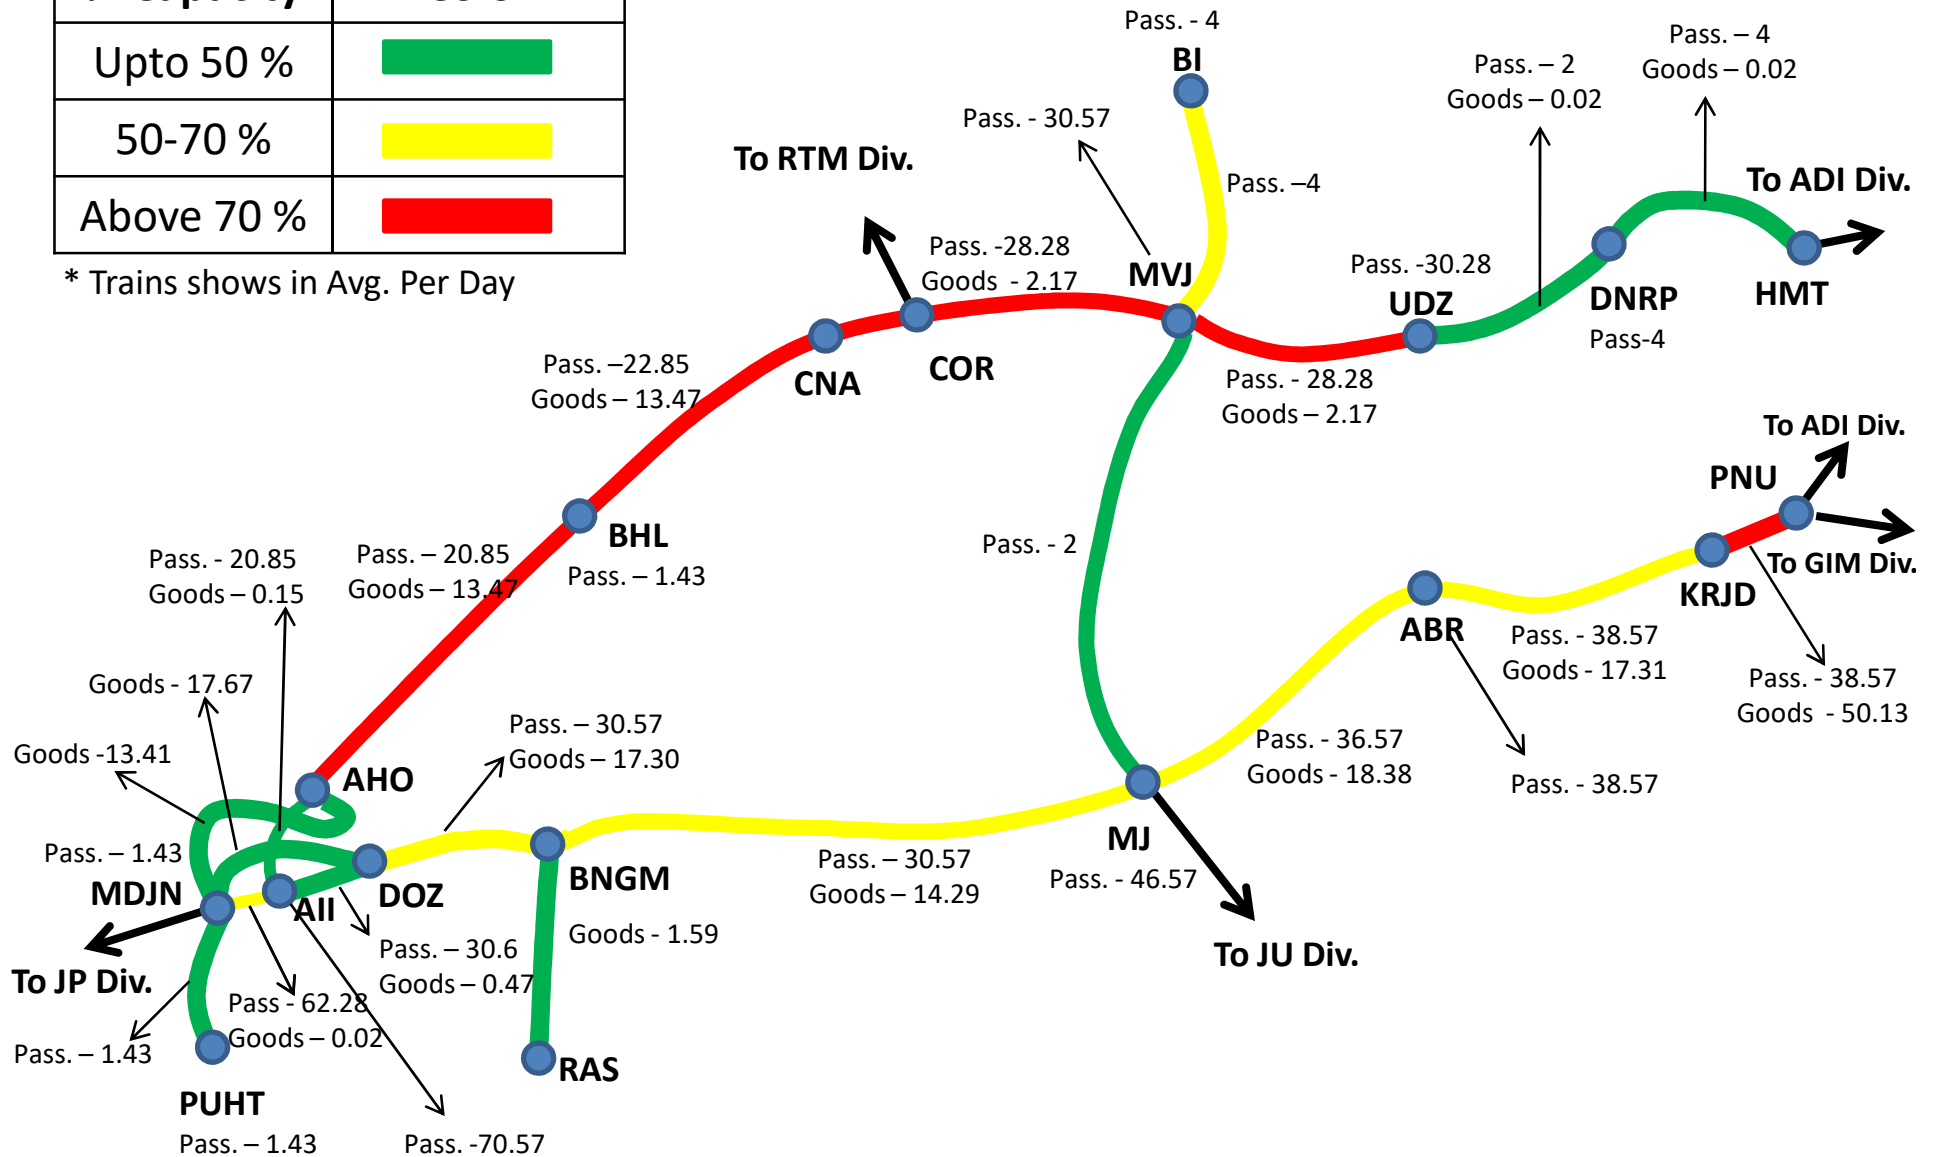 Upto 50 %
50-70 %
Above 70 %
* Trains shows in Avg. Per Day
Pass. - 4
BI
Pass. –4
Pass. - 30.57
MVJ
To RTM Div.
Pass. -28.28
Goods - 2.17
COR
CNA
Pass. –22.85
Goods – 13.47
Pass. – 2
Goods – 0.02
Pass. – 4
Goods – 0.02
To ADI Div.
HMT
DNRP
Pass-4
Pass. -30.28
UDZ
Pass. - 28.28
Goods – 2.17
To ADI Div.
PNU
To GIM Div.
KRJD
Pass. - 38.57
Goods - 50.13
Pass. - 38.57
Goods - 17.31
ABR
Pass. - 38.57
Pass. - 36.57
Goods - 18.38
Pass. - 2
MJ
Pass. - 46.57
To JU Div.
BHL
Pass. – 1.43
Pass. – 20.85
Goods – 13.47
Pass. - 20.85
Goods – 0.15
Goods - 17.67
Goods -13.41
AHO
Pass. – 30.57
Goods – 17.30
Pass. – 30.57
Goods – 14.29
BNGM
Goods - 1.59
RAS
DOZ
All
Pass. – 30.6
Goods – 0.47
Pass. – 1.43
MDJN
To JP Div.
Pass - 62.28
Goods – 0.02
Pass. – 1.43
PUHT
Pass. – 1.43
Pass. -70.57